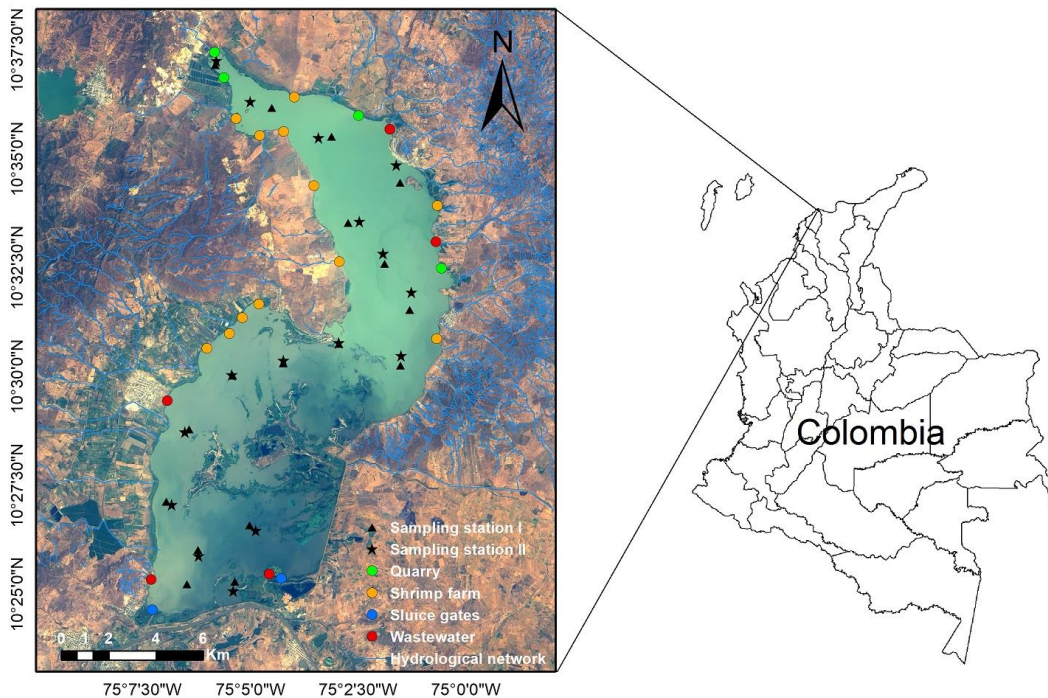 10°37'30"N
10°35'0"N
10°32'30"N
10°30'0"N
10°27'30"N
10°25'0"N
N
Sampling station I
Sampling station II
Quarry
Shrimp farm
Sluice gates
Wastewater
Hydrological network
0 1 2 4 6
Km
75°7'30"W 75°5'0"W 75°2'30"W 75°0'0"W
Colombia